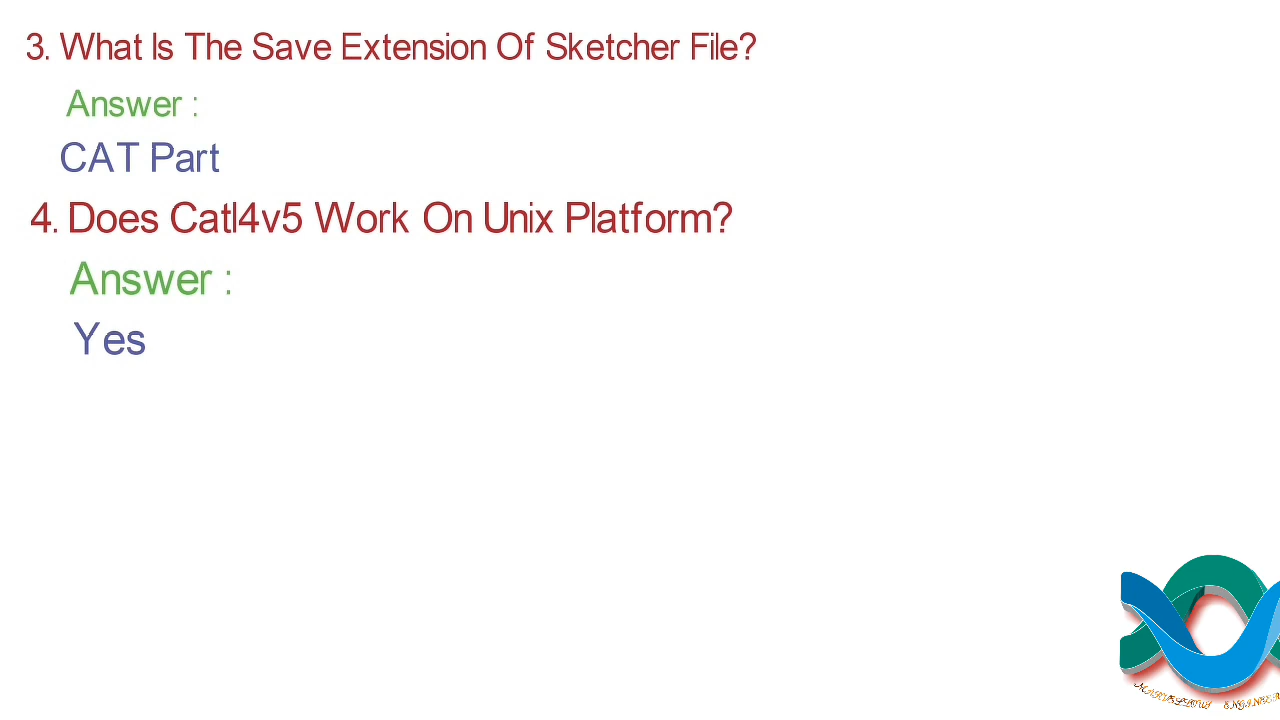 3. What Is The Save Extension Of Sketcher File?
Answer :
CAT Part
4. Does CatI4v5 Work On Unix Platform?
Answer :
Yes